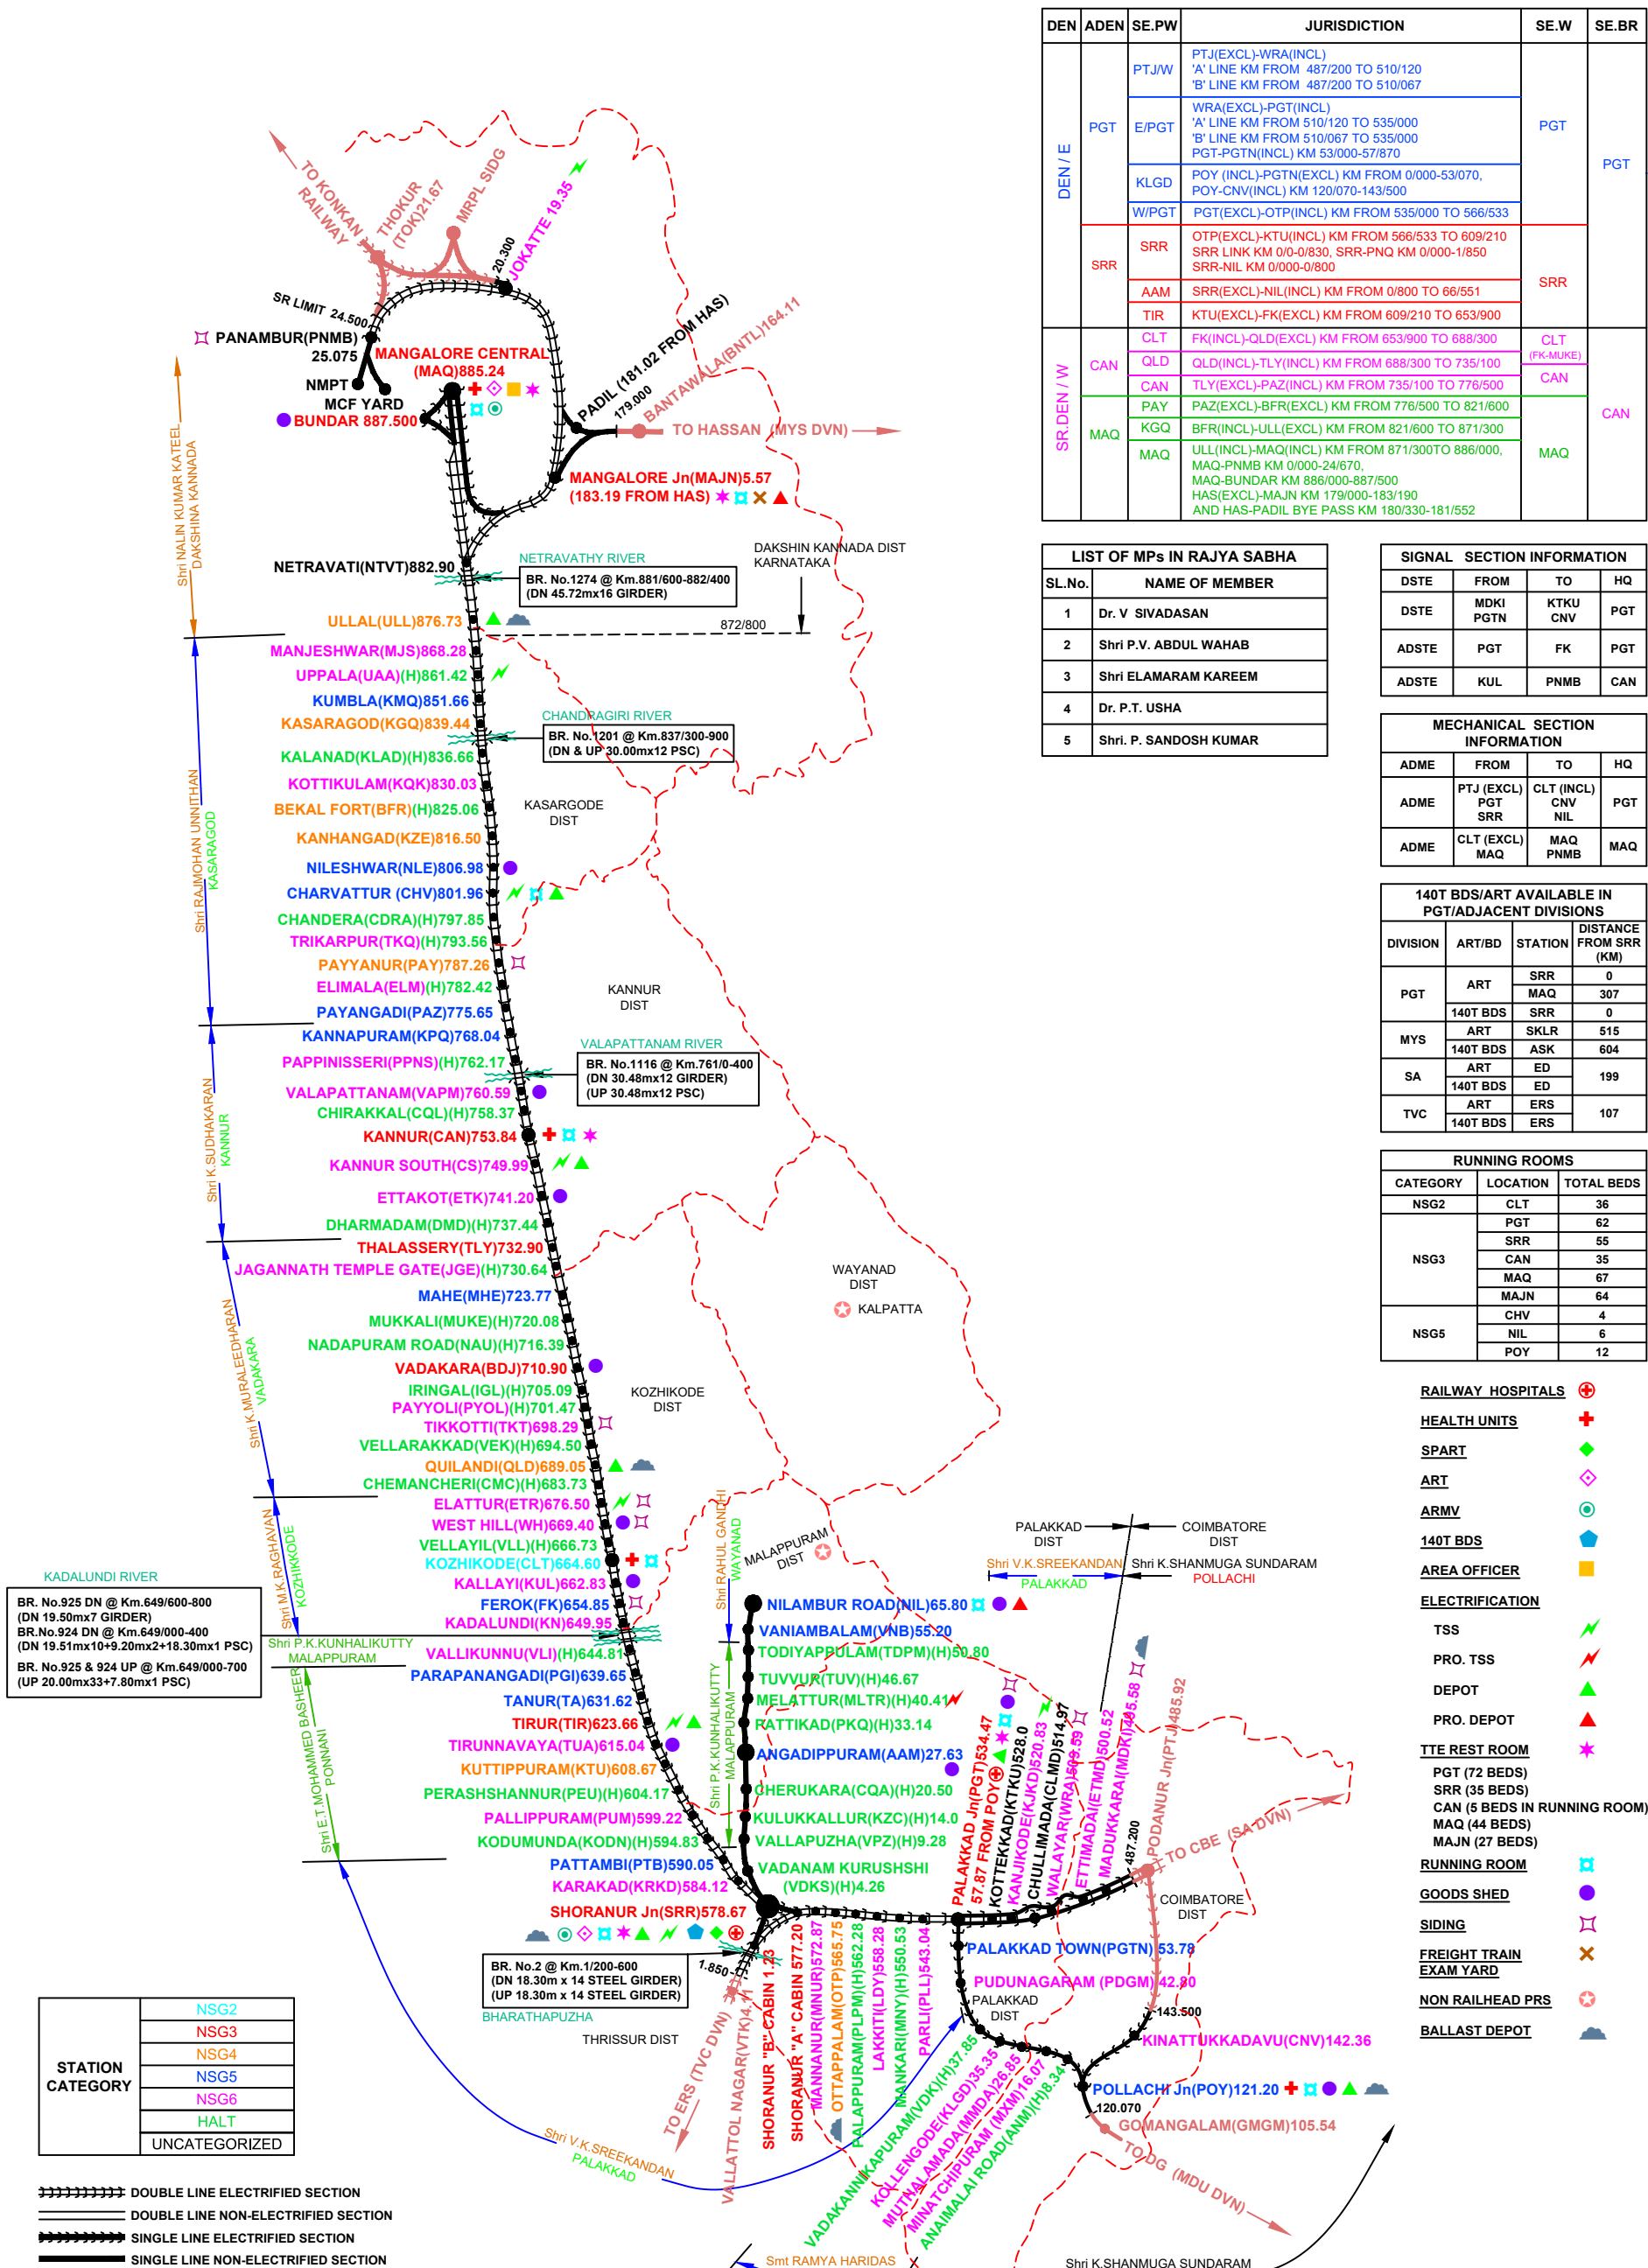 DEN ADEN SE.PW JURISDICTION SE.W SE.BR
DEN / E
PGT
PTJ/W
PTJ(EXCL)-WRA(INCL)
'A' LINE KM FROM 487/200 TO 510/120
'B' LINE KM FROM 487/200 TO 510/067
E/PGT
WRA(EXCL)-PGT(INCL)
'A' LINE KM FROM 510/120 TO 535/000
'B' LINE KM FROM 510/067 TO 535/000
PGT-PGTN(INCL) KM 53/000-57/870
KLGD
POY (INCL)-PGTN(EXCL) KM FROM 0/000-53/070,
POY-CNV(INCL) KM 120/070-143/500
W/PGT PGT(EXCL)-OTP(INCL) KM FROM 535/000 TO 566/533
PGT
PGT
SRR
SRR
OTP(EXCL)-KTU(INCL) KM FROM 566/533 TO 609/210
SRR LINK KM 0/0-0/830, SRR-PNQ KM 0/000-1/850
SRR-NIL KM 0/000-0/800
AAM SRR(EXCL)-NIL(INCL) KM FROM 0/800 TO 66/551
TIR KTU(EXCL)-FK(EXCL) KM FROM 609/210 TO 653/900
SRR
SR.DEN / W
CAN
CLT FK(INCL)-QLD(EXCL) KM FROM 653/900 TO 688/300
CLT
(FK-MUKE)
QLD QLD(INCL)-TLY(INCL) KM FROM 688/300 TO 735/100
CAN TLY(EXCL)-PAZ(INCL) KM FROM 735/100 TO 776/500
CAN
CAN
MAQ
PAY PAZ(EXCL)-BFR(EXCL) KM FROM 776/500 TO 821/600
KGQ BFR(INCL)-ULL(EXCL) KM FROM 821/600 TO 871/300
MAQ
ULL(INCL)-MAQ(INCL) KM FROM 871/300TO 886/000,
MAQ-PNMB KM 0/000-24/670,
MAQ-BUNDAR KM 886/000-887/500
HAS(EXCL)-MAJN KM 179/000-183/190
AND HAS-PADIL BYE PASS KM 180/330-181/552
MAQ
LIST OF MPs IN RAJYA SABHA
SL.No. NAME OF MEMBER
1 Dr. V SIVADASAN
2 Shri P.V. ABDUL WAHAB
3 Shri ELAMARAM KAREEM
4 Dr. P.T. USHA
5 Shri. P. SANDOSH KUMAR
SIGNAL SECTION INFORMATION
DSTE FROM TO HQ
DSTE MDKI KTKU PGT
PGTN CNV
ADSTE PGT FK PGT
ADSTE KUL PNMB CAN
MECHANICAL SECTION
INFORMATION
ADME FROM TO HQ
ADME PTJ (EXCL) CLT (INCL) PGT
PGT CNV
SRR NIL
ADME CLT (EXCL) MAQ MAQ
MAQ PNMB
140T BDS/ART AVAILABLE IN
PGT/ADJACENT DIVISIONS
DIVISION ART/BD STATION DISTANCE
FROM SRR
(KM)
PGT ART SRR 0
MAQ 307
140T BDS SRR 0
MYS ART SKLR 515
140T BDS ASK 604
SA ART ED 199
140T BDS ED
TVC ART ERS 107
140T BDS ERS
RUNNING ROOMS
CATEGORY LOCATION TOTAL BEDS
NSG2 CLT 36
NSG3 PGT 62
SRR 55
CAN 35
MAQ 67
MAJN 64
NSG5 CHV 4
NIL 6
POY 12
RAILWAY HOSPITALS
HEALTH UNITS
SPART
ART
ARMV
140T BDS
AREA OFFICER
ELECTRIFICATION
TSS
PRO. TSS
DEPOT
PRO. DEPOT
TTE REST ROOM
PGT (72 BEDS)
SRR (35 BEDS)
CAN (5 BEDS IN RUNNING ROOM)
MAQ (44 BEDS)
MAJN (27 BEDS)
RUNNING ROOM
GOODS SHED
SIDING
FREIGHT TRAIN
EXAM YARD
NON RAILHEAD PRS
BALLAST DEPOT
TO KONKAN
RAILWAY
THOKUR
(TOK)21.67
MRPL SIDG
20.300
JOKATTE 19.35
SR LIMIT 24.500
PANAMBUR(PNMB)
25.075
NMPT
MCF YARD
MANGALORE CENTRAL
(MAQ)885.24
BUNDAR 887.500
PADIL (181.02 FROM HAS)
179.000
BANTAWALA(BNTL)164.11
TO HASSAN (MYS DVN)
MANGALORE Jn(MAJN)5.57
(183.19 FROM HAS)
Shri NALIN KUMAR KATEEL
DAKSHINA KANNADA
NETRAVATI(NTVT)882.90
NETRAVATHY RIVER
BR. No.1274 @ Km.881/600-882/400
(DN 45.72mx16 GIRDER)
DAKSHIN KANNADA DIST
KARNATAKA
872/800
ULLAL(ULL)876.73
MANJESHWAR(MJS)868.28
UPPALA(UAA)(H)861.42
KUMBLA(KMQ)851.66
KASARAGOD(KGQ)839.44
CHANDRAGIRI RIVER
BR. No.1201 @ Km.837/300-900
(DN & UP 30.00mx12 PSC)
KALANAD(KLAD)(H)836.66
KOTTIKULAM(KQK)830.03
BEKAL FORT(BFR)(H)825.06
KASARGODE
DIST
KANHANGAD(KZE)816.50
NILESHWAR(NLE)806.98
CHARVATTUR (CHV)801.96
CHANDERA(CDRA)(H)797.85
TRIKARPUR(TKQ)(H)793.56
PAYYANUR(PAY)787.26
ELIMALA(ELM)(H)782.42
PAYANGADI(PAZ)775.65
Shri RAJMOHAN UNNITHAN
KASARAGOD
KANNUR
DIST
KANNAPURAM(KPQ)768.04
PAPPINISSERI(PPNS)(H)762.17
VALAPATTANAM RIVER
BR. No.1116 @ Km.761/0-400
(DN 30.48mx12 GIRDER)
(UP 30.48mx12 PSC)
VALAPATTANAM(VAPM)760.59
CHIRAKKAL(CQL)(H)758.37
KANNUR(CAN)753.84
KANNUR SOUTH(CS)749.99
ETTAKOT(ETK)741.20
DHARMADAM(DMD)(H)737.44
Shri K.SUDHAKARAN
KANNUR
THALASSERY(TLY)732.90
JAGANNATH TEMPLE GATE(JGE)(H)730.64
MAHE(MHE)723.77
MUKKALI(MUKE)(H)720.08
NADAPURAM ROAD(NAU)(H)716.39
VADAKARA(BDJ)710.90
IRINGAL(IGL)(H)705.09
PAYYOLI(PYOL)(H)701.47
TIKKOTTI(TKT)698.29
VELLARAKKAD(VEK)(H)694.50
QUILANDI(QLD)689.05
CHEMANCHERI(CMC)(H)683.73
Shri K.MURALEEDHARAN
VADAKARA
WAYANAD
DIST
KALPATTA
KOZHIKODE
DIST
ELATTUR(ETR)676.50
WEST HILL(WH)669.40
VELLAYIL(VLL)(H)666.73
KOZHIKODE(CLT)664.60
KALLAYI(KUL)662.83
FEROK(FK)654.85
KADALUNDI(KN)649.95
Shri M.K.RAGHAVAN
KOZHIKKODE
KADALUNDI RIVER
BR. No.925 DN @ Km.649/600-800
(DN 19.50mx7 GIRDER)
BR.No.924 DN @ Km.649/000-400
(DN 19.51mx10+9.20mx2+18.30mx1 PSC)
BR. No.925 & 924 UP @ Km.649/000-700
(UP 20.00mx33+7.80mx1 PSC)
Shri P.K.KUNHALIKUTTY
MALAPPURAM
VALLIKUNNU(VLI)(H)644.81
PARAPANANGADI(PGI)639.65
TANUR(TA)631.62
TIRUR(TIR)623.66
TIRUNNAVAYA(TUA)615.04
KUTTIPPURAM(KTU)608.67
PERASHSHANNUR(PEU)(H)604.17
PALLIPPURAM(PUM)599.22
KODUMUNDA(KODN)(H)594.83
PATTAMBI(PTB)590.05
KARAKAD(KRKD)584.12
SHORANUR Jn(SRR)578.67
Shri E.T.MOHAMMED BASHEER
PONNANI
Shri RAHUL GANDHI
WAYANAD
MALAPPURAM
DIST
NILAMBUR ROAD(NIL)65.80
VANIAMBALAM(VNB)55.20
TODIYAPPULAM(TDPM)(H)50.80
TUVVUR(TUV)(H)46.67
MELATTUR(MLTR)(H)40.41
PATTIKAD(PKQ)(H)33.14
ANGADIPPURAM(AAM)27.63
CHERUKARA(CQA)(H)20.50
KULUKKALLUR(KZC)(H)14.0
VALLAPUZHA(VPZ)(H)9.28
VADANAM KURUSHSHI
(VDKS)(H)4.26
Shri P.K.KUNHALIKUTTY
MALAPPURAM
PALAKKAD
DIST
COIMBATORE
DIST
Shri V.K.SREEKANDAN
PALAKKAD
Shri K.SHANMUGA SUNDARAM
POLLACHI
PALAKKAD Jn(PGT)534.47
57.87 FROM POY
KOTTEKKAD(KTKU)528.0
KANJIKODE(KJKD)520.83
CHULLIMADA(CLMD)514.97
WALAYAR(WRA)509.59
ETTIMADAI(ETMD)500.52
MADUKKARAI(MDKI)495.58
487.200
PODANUR Jn(PTJ)485.92
TO CBE (SA DVN)
COIMBATORE
DIST
BR. No.2 @ Km.1/200-600
(DN 18.30m x 14 STEEL GIRDER)
(UP 18.30m x 14 STEEL GIRDER)
BHARATHAPUZHA
1.850
THRISSUR DIST
TO ERS (TVC DVN)
VALLATTOL NAGAR(VTK)4.11
SHORANUR "B" CABIN 1.23
SHORANUR "A" CABIN 577.20
MANNANUR(MNUR)572.87
OTTAPPALAM(OTP)565.75
PALAPPURAM(PLPM)(H)562.28
LAKKITI(LDY)558.28
MANKARI(MNY)(H)550.53
PARLI(PLL)543.04
PALAKKAD TOWN(PGTN) 53.78
PUDUNAGARAM (PDGM) 42.80
PALAKKAD
DIST
VADAKANNIKAPURAM(VDK)(H)37.85
KOLLENGODE(KLGD)35.35
MUTHALAMADA(MMDA)26.85
MINATCHIPURAM (MXM)16.07
ANAIMALAI ROAD(ANM)(H)8.34
143.500
KINATTUKKADAVU(CNV)142.36
POLLACHI Jn(POY)121.20
120.070
GOMANGALAM(GMGM)105.54
TO DG (MDU DVN)
Shri V.K.SREEKANDAN
PALAKKAD
STATION
CATEGORY
NSG2
NSG3
NSG4
NSG5
NSG6
HALT
UNCATEGORIZED
DOUBLE LINE ELECTRIFIED SECTION
DOUBLE LINE NON-ELECTRIFIED SECTION
SINGLE LINE ELECTRIFIED SECTION
SINGLE LINE NON-ELECTRIFIED SECTION
Smt RAMYA HARIDAS
Shri K.SHANMUGA SUNDARAM